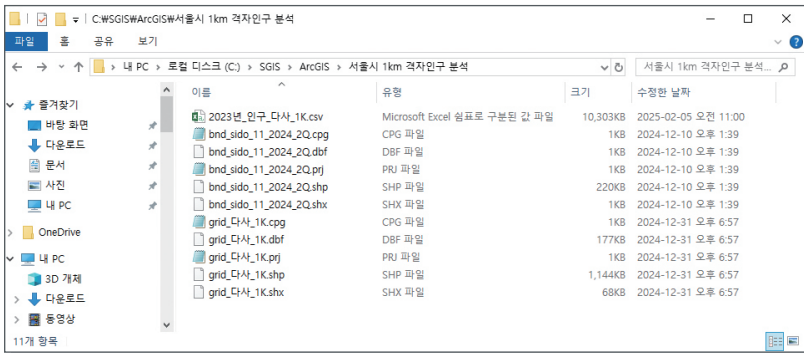 C:₩SGIS₩ArcGIS₩서울시 1km 격자인구 분석
파일 홈 공유 보기
내 PC > 로컬 디스크 (C:) > SGIS > ArcGIS > 서울시 1km 격자인구 분석
서울시 1km 격자인구 분석...
이름 유형 크기 수정한 날짜
즐겨찾기
바탕 화면
다운로드
문서
사진
내 PC
OneDrive
내 PC
3D 개체
다운로드
동영상
2023년_인구_다사_1K.csv Microsoft Excel 쉼표로 구분된 값 파일 10,303KB 2025-02-05 오전 11:00
bnd_sido_11_2024_2Q.cpg CPG 파일 1KB 2024-12-10 오후 1:39
bnd_sido_11_2024_2Q.dbf DBF 파일 1KB 2024-12-10 오후 1:39
bnd_sido_11_2024_2Q.prj PRJ 파일 1KB 2024-12-10 오후 1:39
bnd_sido_11_2024_2Q.shp SHP 파일 220KB 2024-12-10 오후 1:39
bnd_sido_11_2024_2Q.shx SHX 파일 1KB 2024-12-10 오후 1:39
grid_다사_1K.cpg CPG 파일 1KB 2024-12-31 오후 6:57
grid_다사_1K.dbf DBF 파일 177KB 2024-12-31 오후 6:57
grid_다사_1K.prj PRJ 파일 1KB 2024-12-31 오후 6:57
grid_다사_1K.shp SHP 파일 1,144KB 2024-12-31 오후 6:57
grid_다사_1K.shx SHX 파일 68KB 2024-12-31 오후 6:57
11개 항목